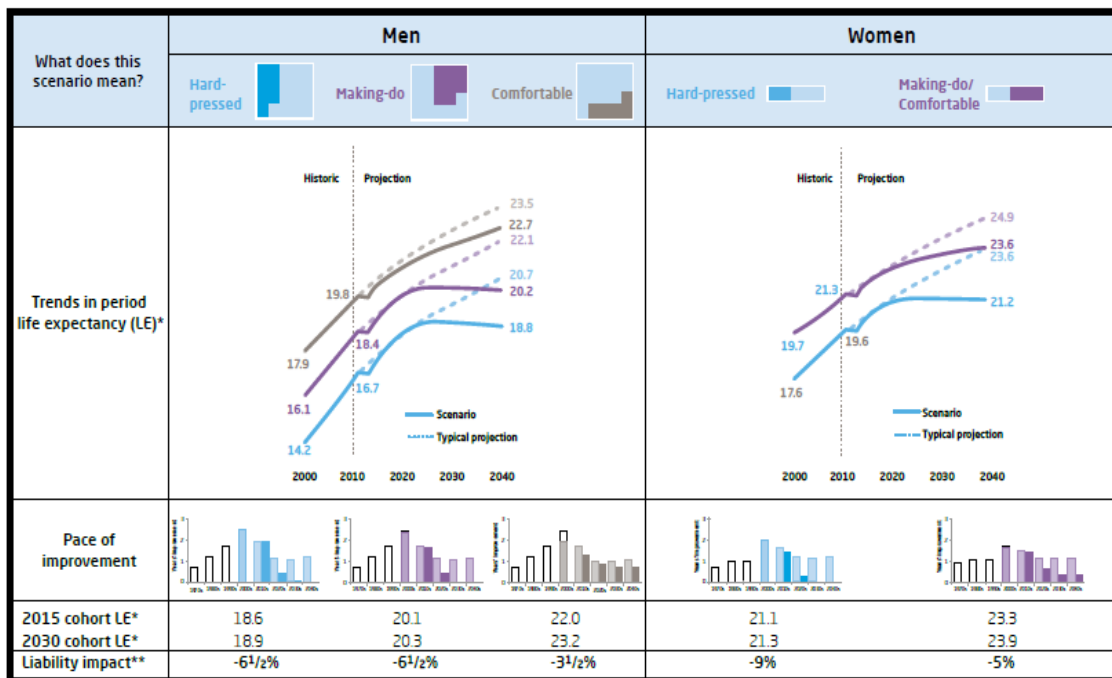 What does this
scenario mean?
Men
Women
Hard-
pressed
Making-do
Comfortable
Hard-pressed
Making-do/
Comfortable
Trends in period
life expectancy (LE)*
Historic
Projection
23.5
22.7
22.1
20.7
20.2
18.8
19.8
18.4
16.7
17.9
16.1
14.2
Scenario
Typical projection
2000 2010 2020 2030 2040
Historic
Projection
24.9
23.6
23.6
21.2
21.3
19.6
19.7
17.6
Scenario
Typical projection
2000 2010 2020 2030 2040
Pace of
improvement
2015 cohort LE* 18.6 20.1 22.0 21.1 23.3
2030 cohort LE* 18.9 20.3 23.2 21.3 23.9
Liability impact** -6¹/2% -6¹/2% -3¹/2% -9% -5%